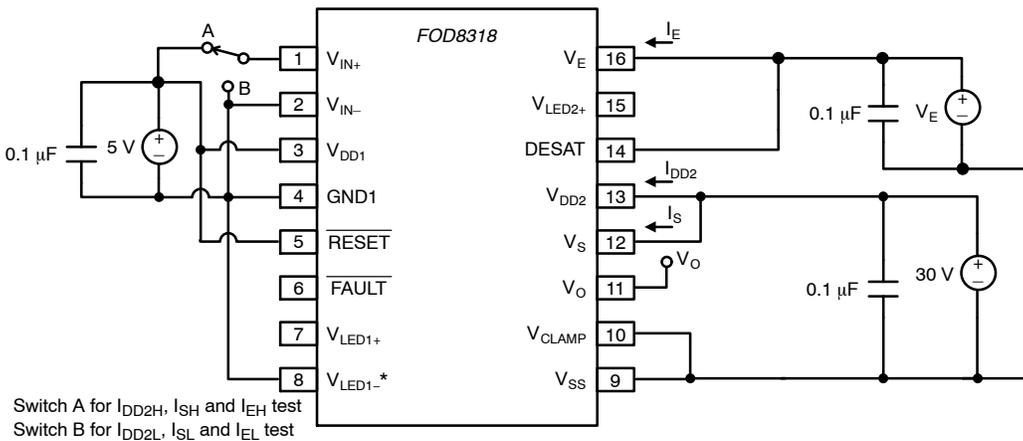 FOD8318
A
B
0.1 μF
5 V
+
−
1 V_IN+
2 V_IN–
3 V_DD1
4 GND1
5 RESET
6 FAULT
7 V_LED1+
8 V_LED1–*
V_E 16
V_LED2+ 15
DESAT 14
V_DD2 13
V_S 12
V_O 11
V_CLAMP 10
V_SS 9
I_E
I_DD2
I_S
V_O
0.1 μF
V_E
+
−
0.1 μF
30 V
+
−
Switch A for I_DD2H, I_SH and I_EH test
Switch B for I_DD2L, I_SL and I_EL test